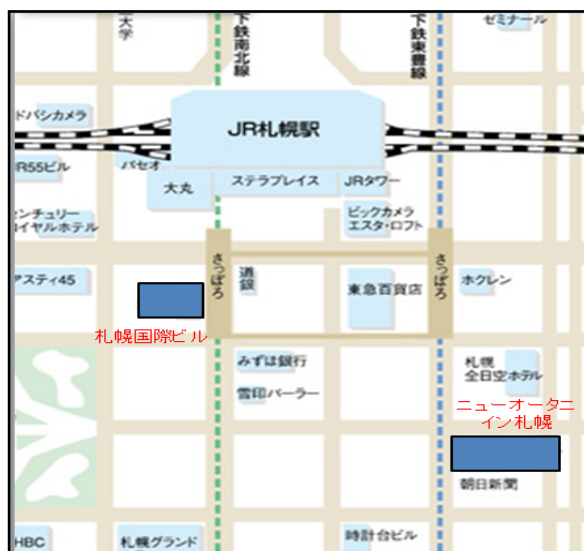 大学
下鉄南北線
下鉄東豊線
ゼミナール
ドバシカメラ
JR札幌駅
JR55ビル
パセオ
大丸
ステラプレイス
JRタワー
センチュリー
イヤルホテル
ビックカメラ
エスタ・ロフト
アスティ45
さっぽろ
道銀
東急百貨店
さっぽろ
ホクレン
札幌国際ビル
みずほ銀行
雪印パーラー
札幌
全日空ホテル
ニューオータニ
イン札幌
朝日新聞
HBC
札幌グランド
時計台ビル